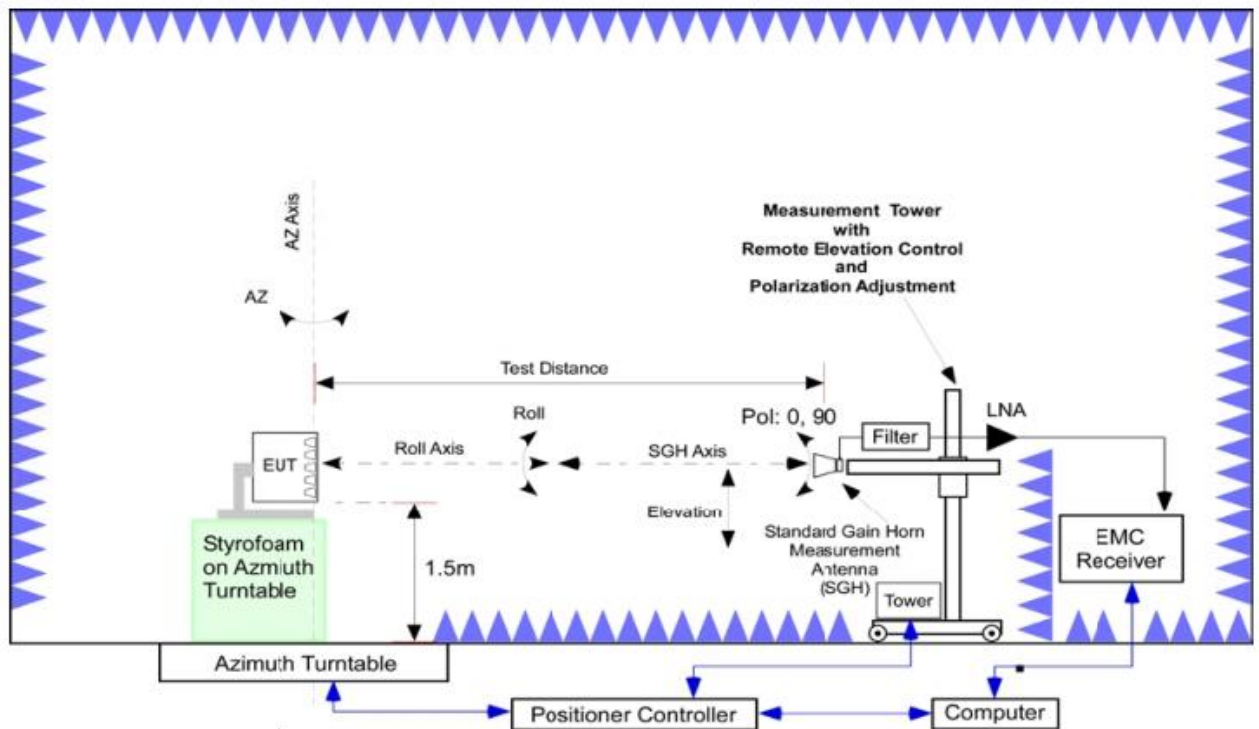 Measurement Tower
with
Remote Elevation Control
and
Polarization Adjustment
AZ Axis
AZ
Test Distance
Roll
Pol: 0, 90
LNA
Filter
EUT
Roll Axis
SGH Axis
Elevation
Standard Gain Horn
Measurement
Antenna
(SGH)
EMC
Receiver
Styrofoam
on Azmiuth
Turntable
1.5m
Tower
Azimuth Turntable
Positioner Controller
Computer